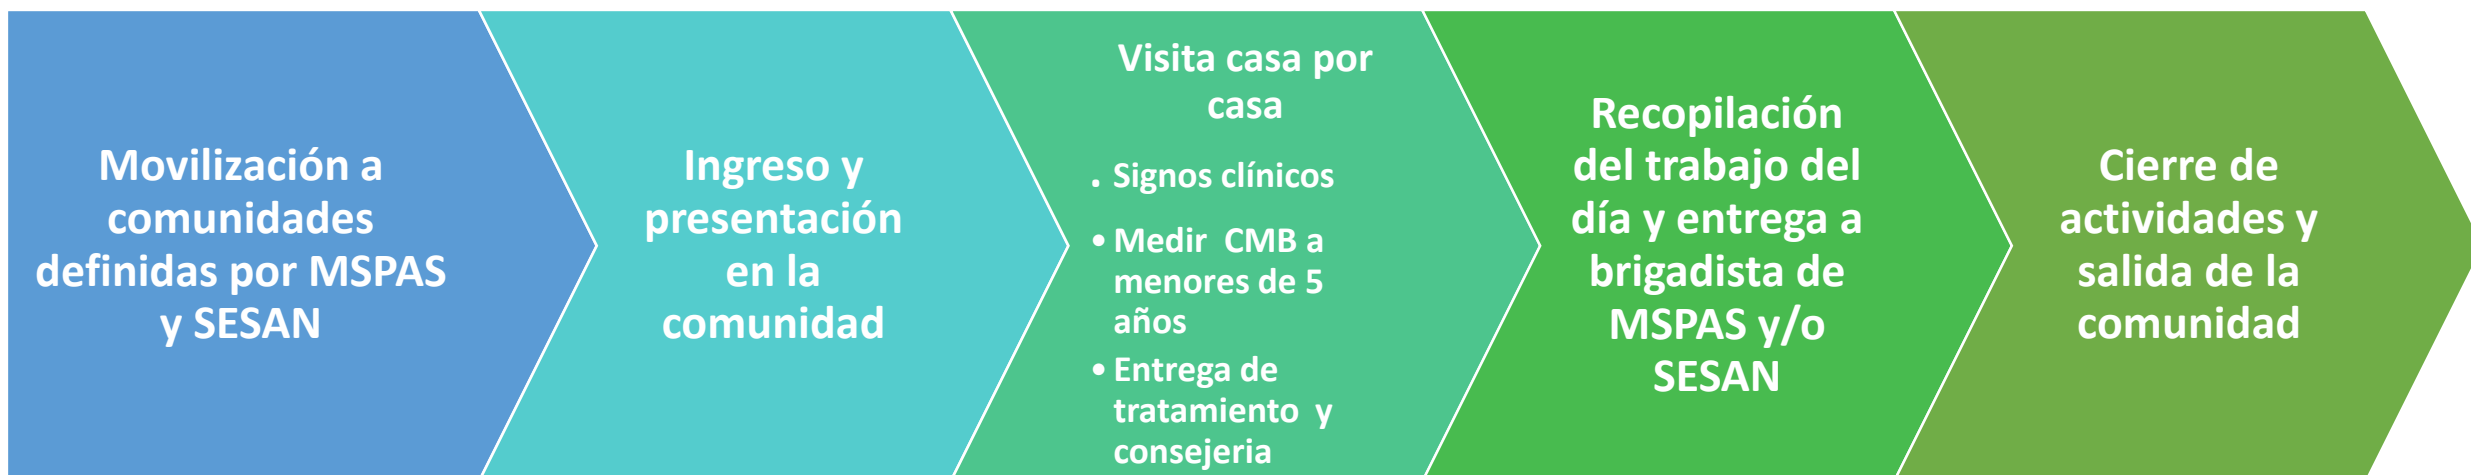 Movilización a
comunidades
definidas por MSPAS
y SESAN
Ingreso y
presentación
en la
comunidad
Visita casa por
casa
. Signos clínicos
• Medir  CMB a
menores de 5
años
• Entrega de
tratamiento  y
consejeria
Recopilación
del trabajo del
día y entrega a
brigadista de
MSPAS y/o
SESAN
Cierre de
actividades y
salida de la
comunidad